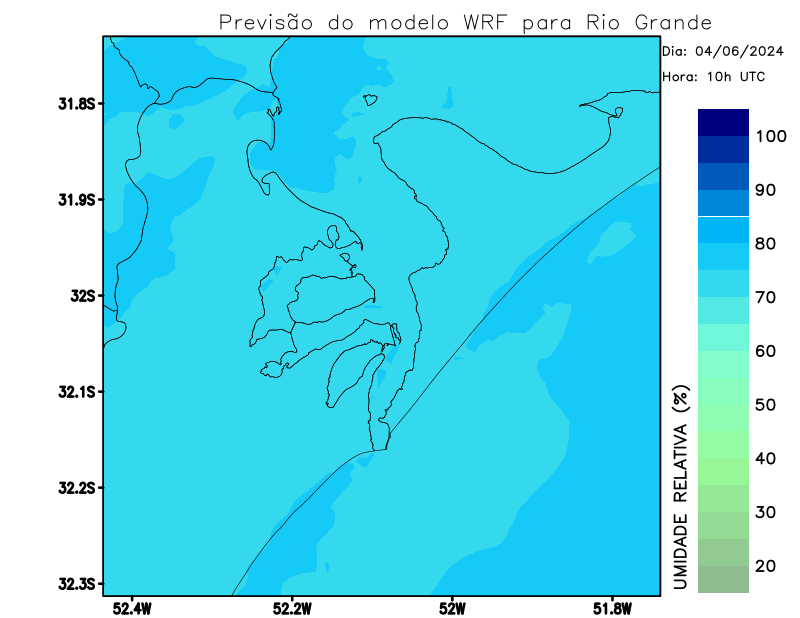 Previsão do modelo WRF para Rio Grande
Dia: 04/06/2024
Hora: 10h UTC
31.8S
31.9S
32S
32.1S
32.2S
32.3S
52.4W
52.2W
52W
51.8W
100
90
80
70
60
50
40
30
20
UMIDADE RELATIVA (%)